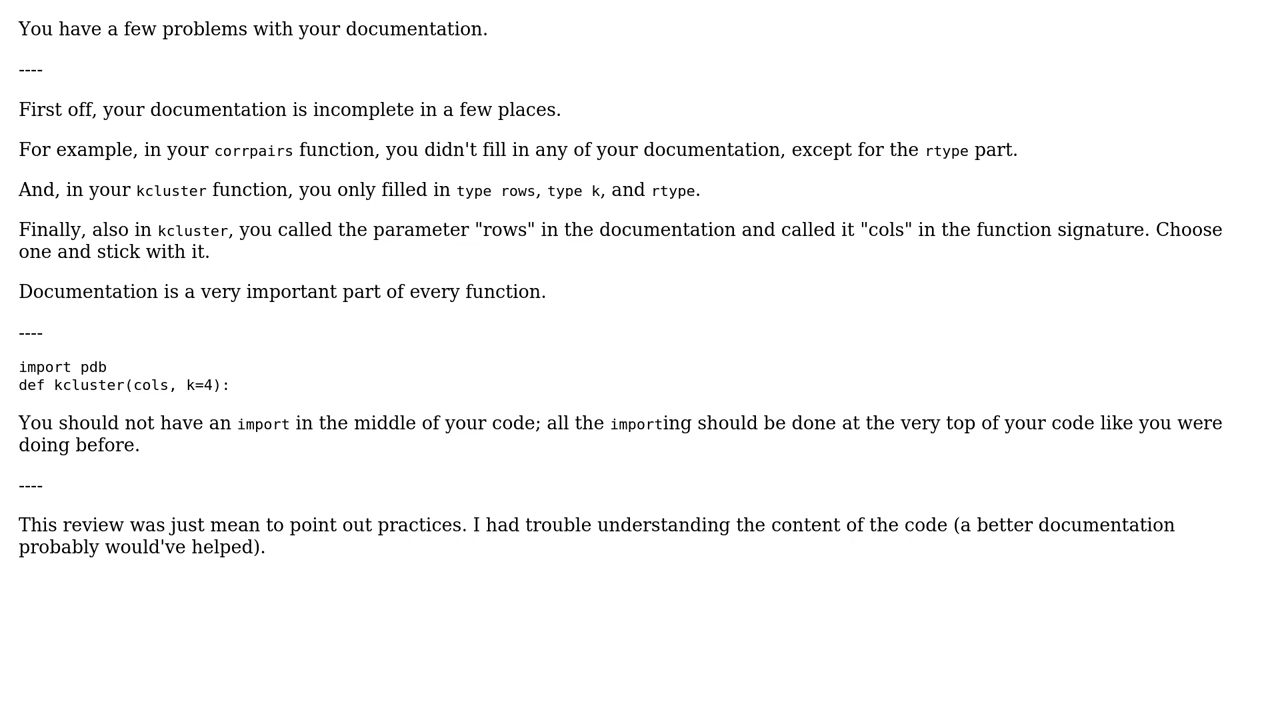 You have a few problems with your documentation.
----
First off, your documentation is incomplete in a few places.
For example, in your corrpairs function, you didn't fill in any of your documentation, except for the rtype part.
And, in your kcluster function, you only filled in type rows, type k, and rtype.
Finally, also in kcluster, you called the parameter "rows" in the documentation and called it "cols" in the function signature. Choose
one and stick with it.
Documentation is a very important part of every function.
----
import pdb
def kcluster(cols, k=4):
You should not have an import in the middle of your code; all the importing should be done at the very top of your code like you were
doing before.
----
This review was just mean to point out practices. I had trouble understanding the content of the code (a better documentation
probably would've helped).